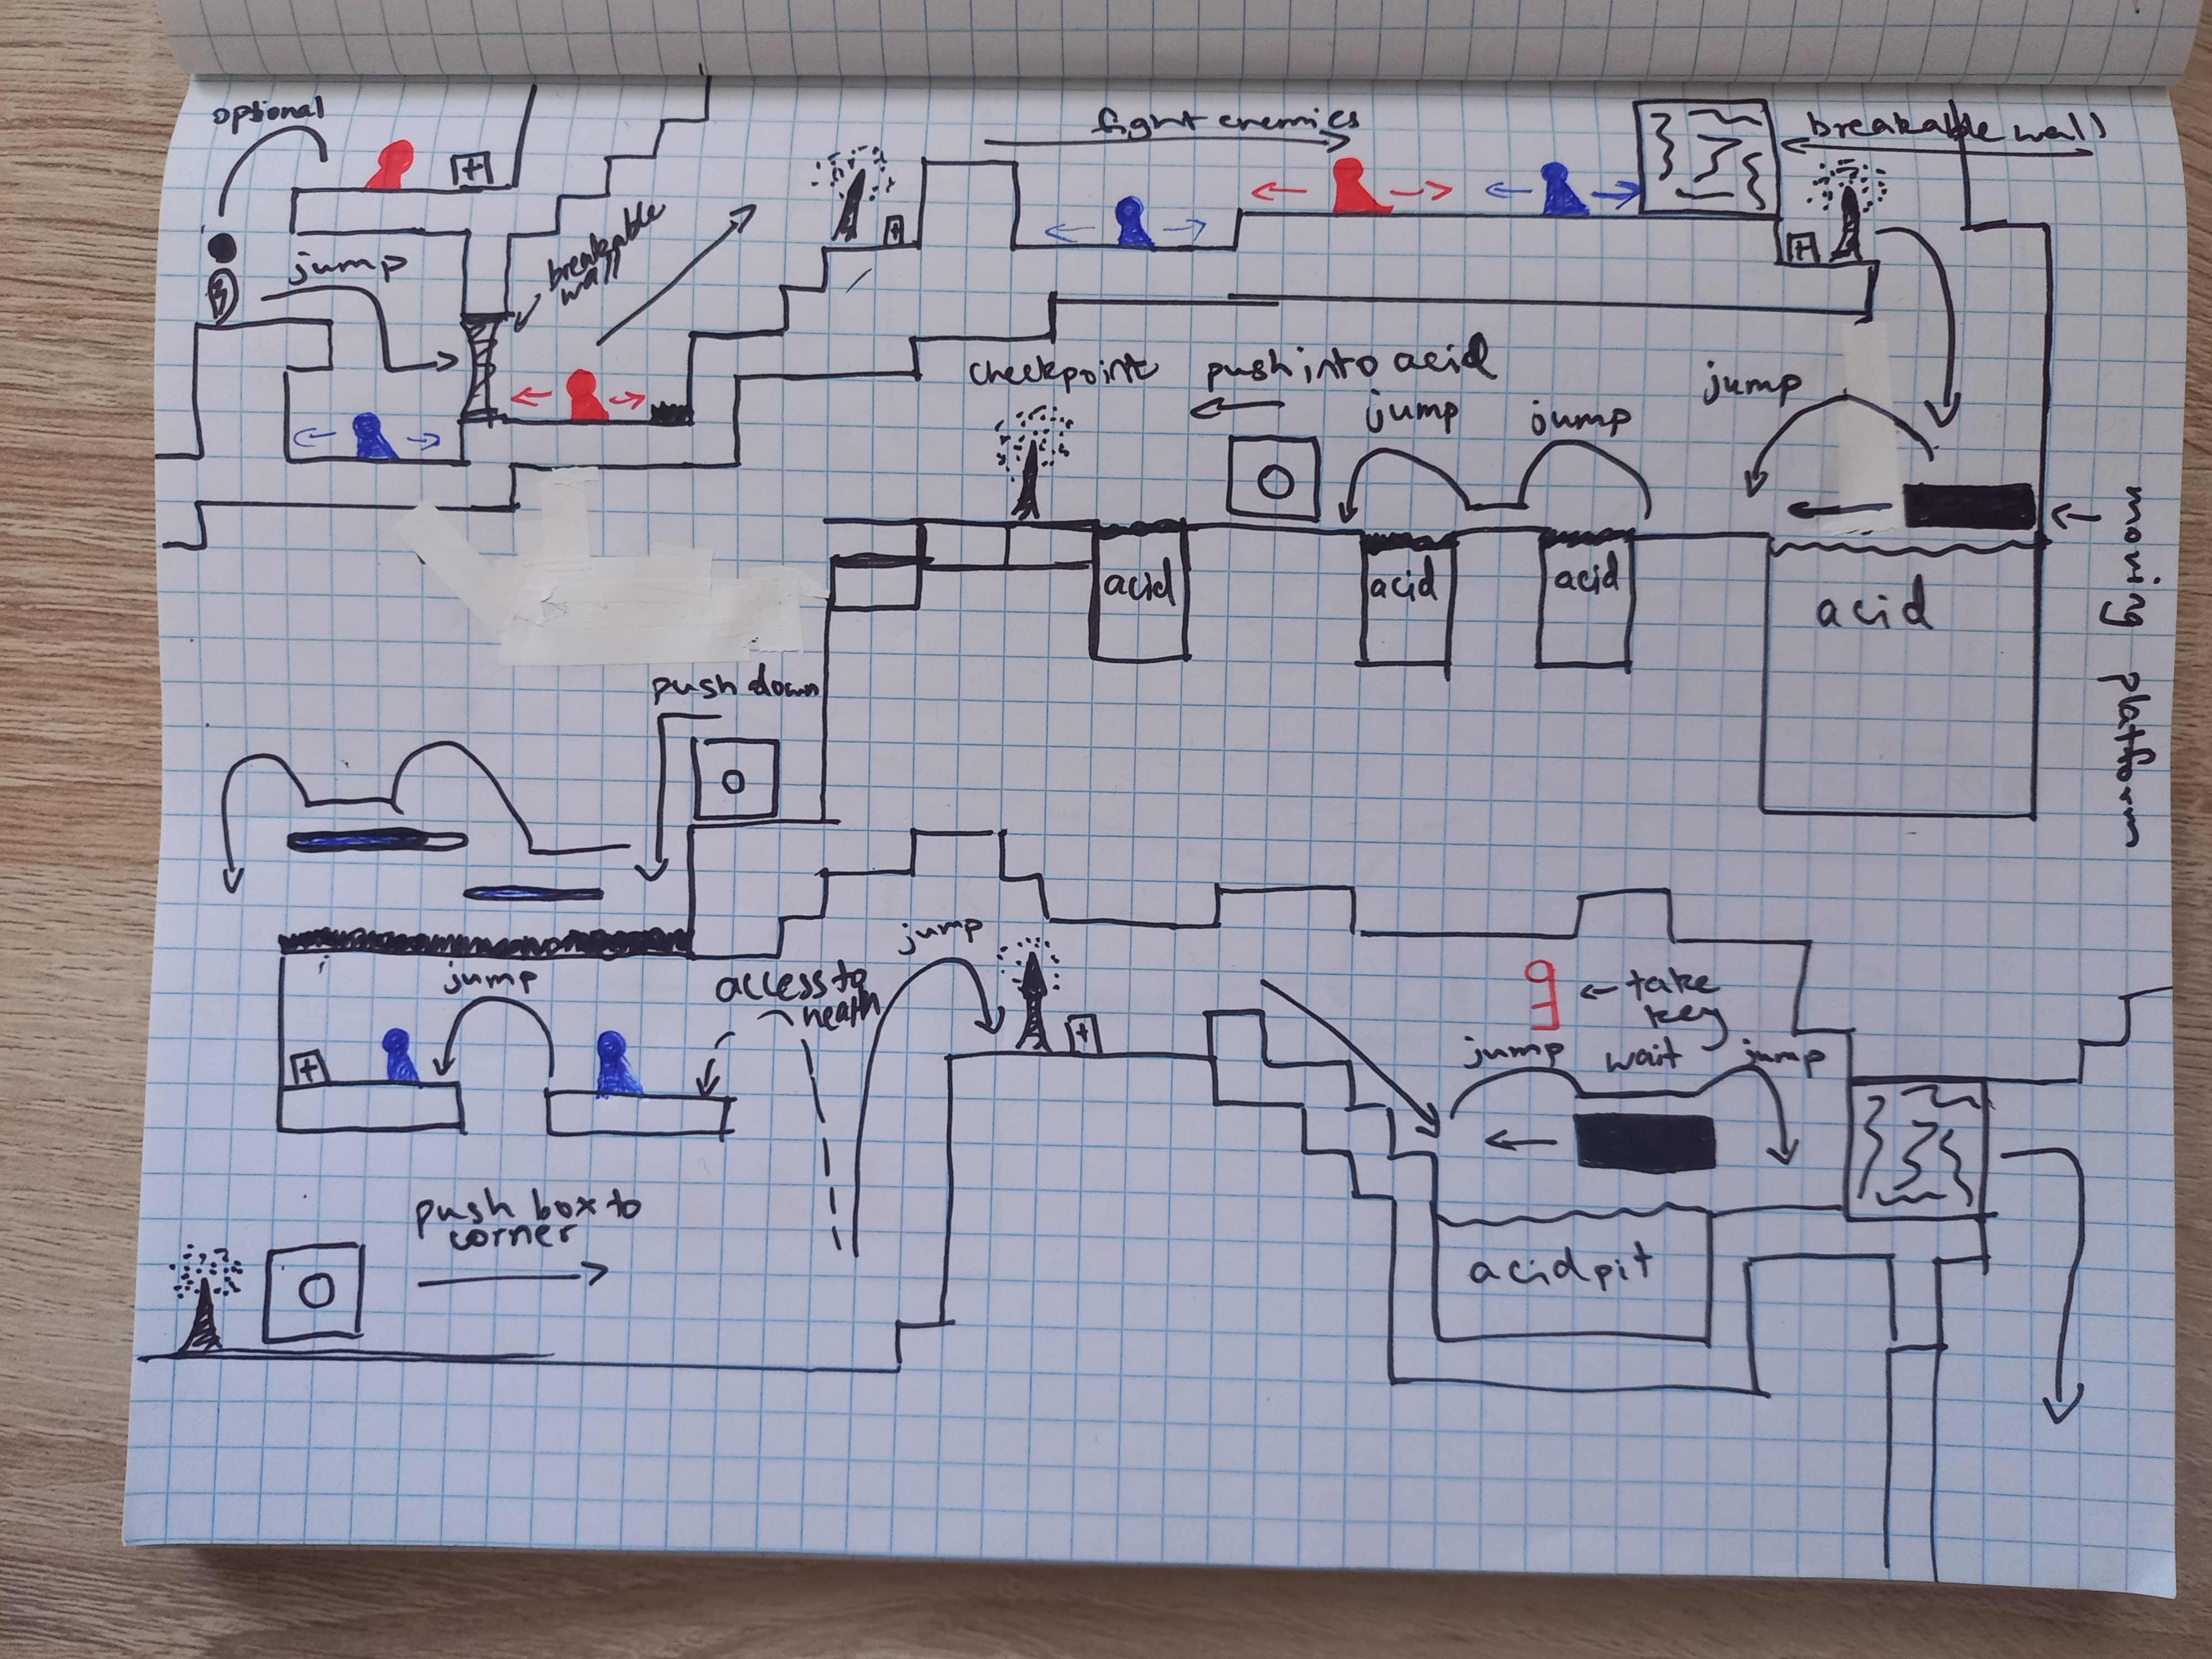 optional
jump
breakable
wall
fight enemies
breakable wall
checkpoint
push into acid
jump
jump
jump
acid
acid
acid
acid
moving platform
push down
jump
push box to
corner
access to
health
jump
jump
wait
jump
←take
key
acid pit